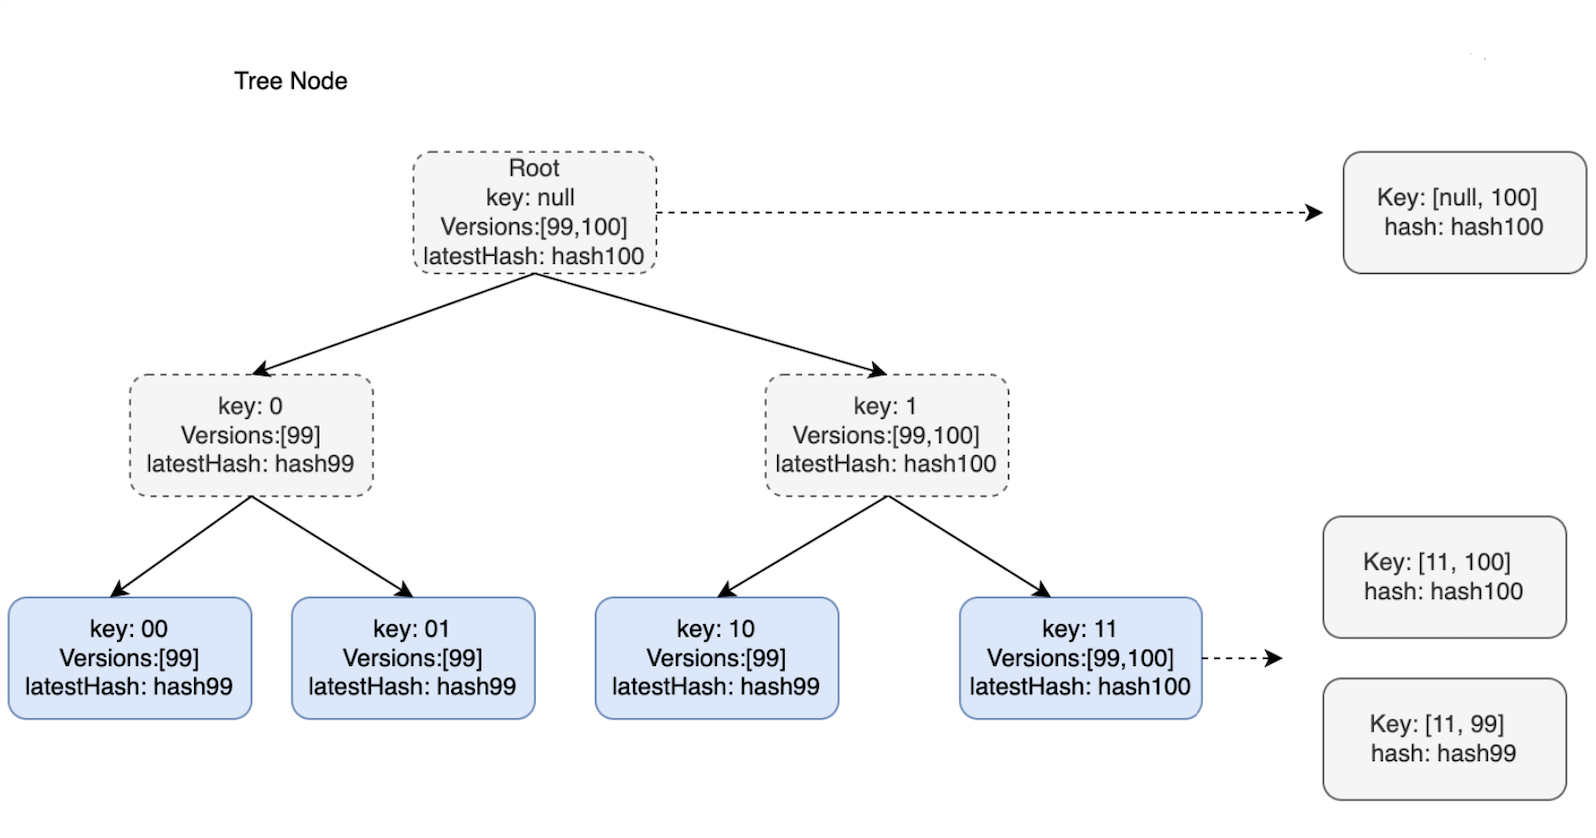 Tree Node
Root
key: null
Versions:[99,100]
latestHash: hash100
Key: [null, 100]
hash: hash100
key: 0
Versions:[99]
latestHash: hash99
key: 1
Versions:[99,100]
latestHash: hash100
key: 00
Versions:[99]
latestHash: hash99
key: 01
Versions:[99]
latestHash: hash99
key: 10
Versions:[99]
latestHash: hash99
key: 11
Versions:[99,100]
latestHash: hash100
Key: [11, 100]
hash: hash100
Key: [11, 99]
hash: hash99